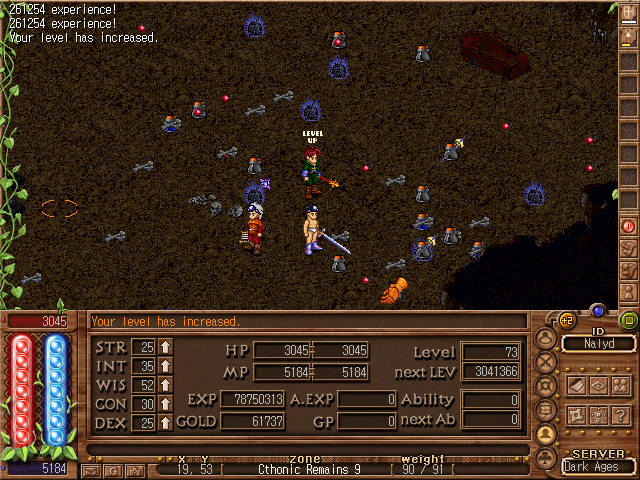 261254 experience!
261254 experience!
Your level has increased.
LEVEL
UP
3045
Your level has increased.
+2
ID
Nalyd
STR 25 HP 3045 3045 Level 73
INT 35 MP 5184 5184 next LEV 3041366
WIS 52
CON 30 EXP 78750313 A.EXP 0 Ability 0
DEX 25 GOLD 61737 GP 0 next Ab 0
5184
G
x . y zone weight
19, 53 Cthonic Remains 9 90 / 91
?
SERVER
Dark Ages